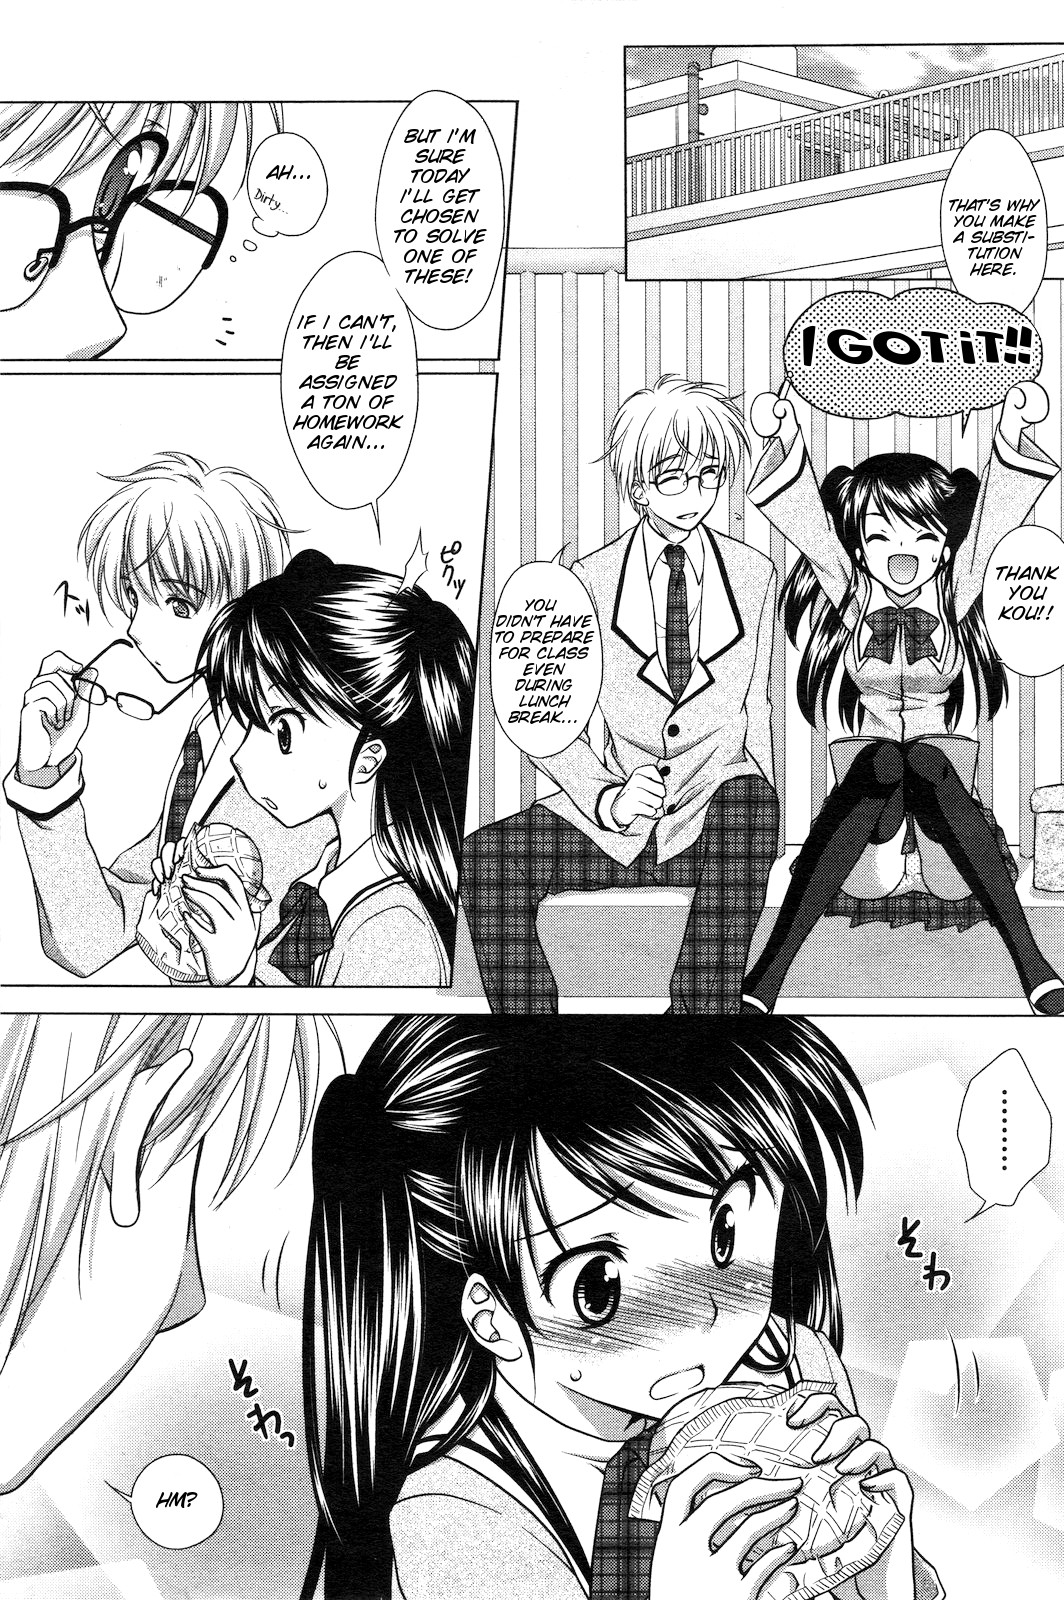 THAT'S WHY
YOU MAKE
A SUBSTI-
TUTION
HERE.
I GOT iT!!
THANK
YOU
KOU!!
YOU
DIDN'T HAVE
TO PREPARE
FOR CLASS
EVEN
DURING
LUNCH
BREAK...
BUT I'M
SURE
TODAY
I'LL GET
CHOSEN
TO SOLVE
ONE OF
THESE!
AH...
Dirty...
IF I CAN'T,
THEN I'LL
BE
ASSIGNED
A TON OF
HOMEWORK
AGAIN...
ピクッ
スッ
.........
そわ
そわっ
HM?